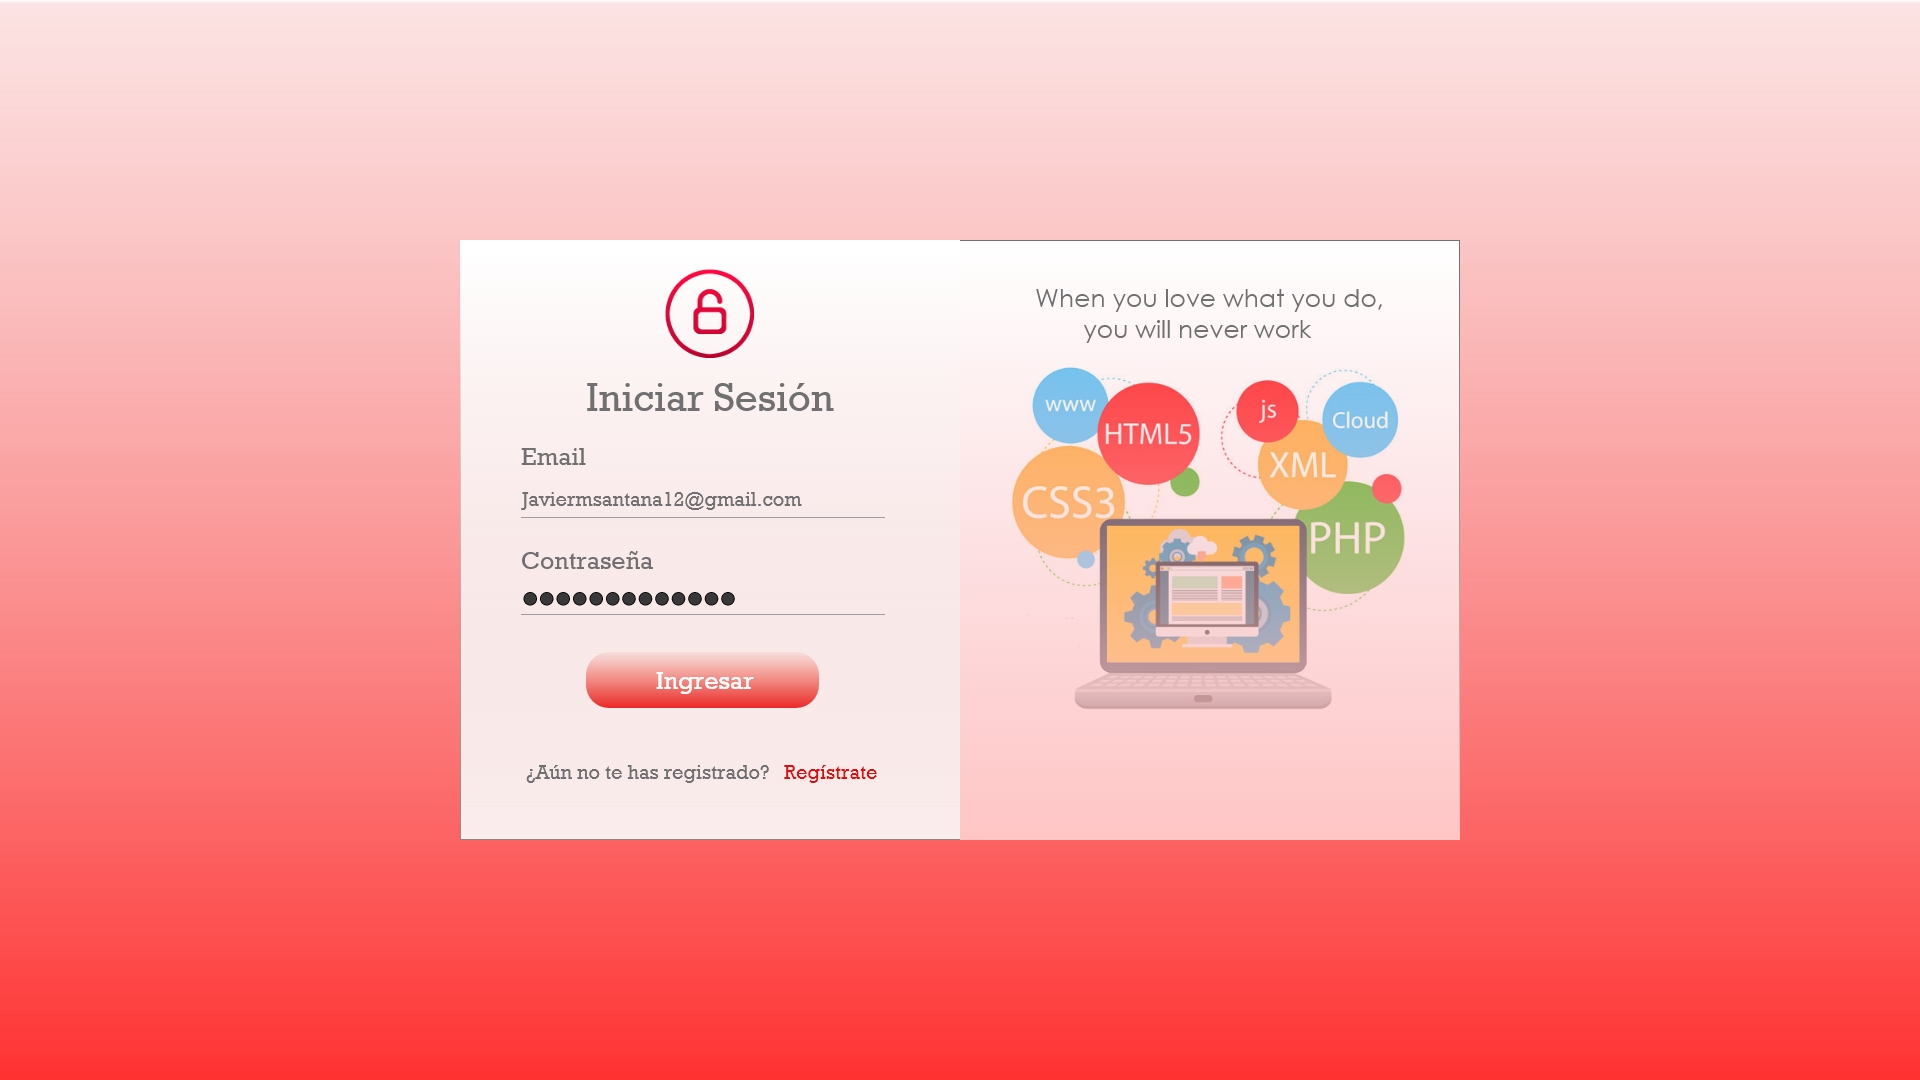 Iniciar Sesión
Email
Javiermsantana12@gmail.com
Contraseña
Ingresar
¿Aún no te has registrado? Regístrate
When you love what you do,
you will never work
www
HTML5
js
Cloud
XML
CSS3
PHP